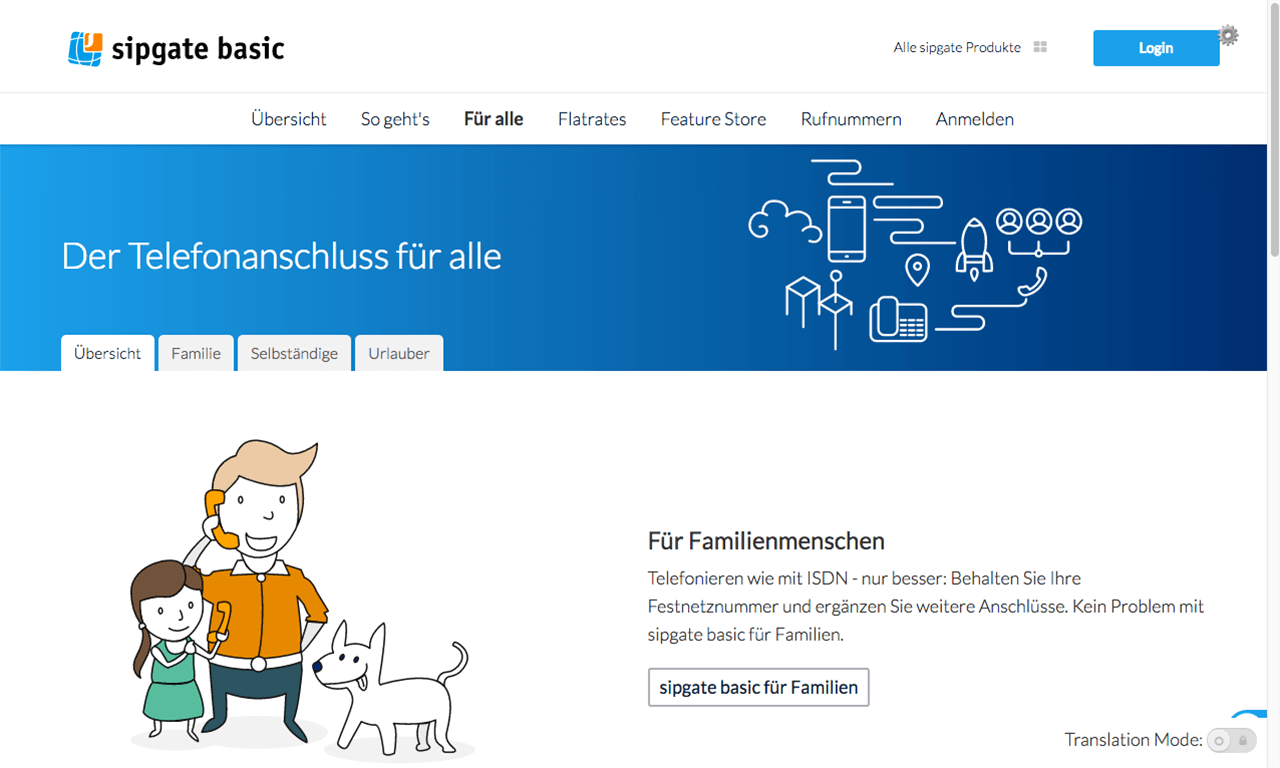 sipgate basic
Alle sipgate Produkte
Login
Übersicht So geht's Für alle Flatrates Feature Store Rufnummern Anmelden
Der Telefonanschluss für alle
Übersicht Familie Selbständige Urlauber
Für Familienmenschen
Telefonieren wie mit ISDN - nur besser: Behalten Sie Ihre
Festnetznummer und ergänzen Sie weitere Anschlüsse. Kein Problem mit
sipgate basic für Familien.
sipgate basic für Familien
Translation Mode: